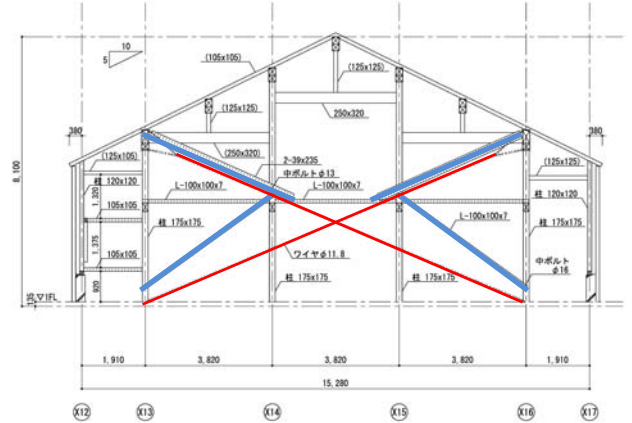 10
5
(105x105)
(125x125)
(125x125)
250x320
380
380
(125x105)
(250x320)
2-39x235
中ボルトφ13
(125x125)
柱 120x120
L-100x100x7
L-100x100x7
柱 120x120
1,320
105x105
8,100
柱 175x175
L-100x100x7
柱 175x175
1,375
105x105
ワイヤφ11.8
中ボルト
φ16
920
柱 175x175
柱 175x175
135
▽1FL
1,910
3,820
3,820
3,820
1,910
15,280
X12
X13
X14
X15
X16
X17